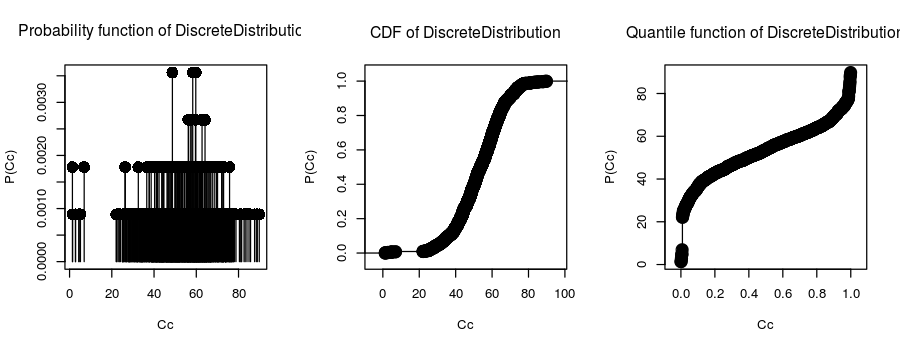 Probability function of DiscreteDistributic
CDF of DiscreteDistribution
Quantile function of DiscreteDistribution
P(Cc)
0.0000 0.0010 0.0020 0.0030
0 20 40 60 80
Cc
P(Cc)
0.0 0.2 0.4 0.6 0.8 1.0
0 20 40 60 80 100
Cc
P(Cc)
0 20 40 60 80
0.0 0.2 0.4 0.6 0.8 1.0
Cc